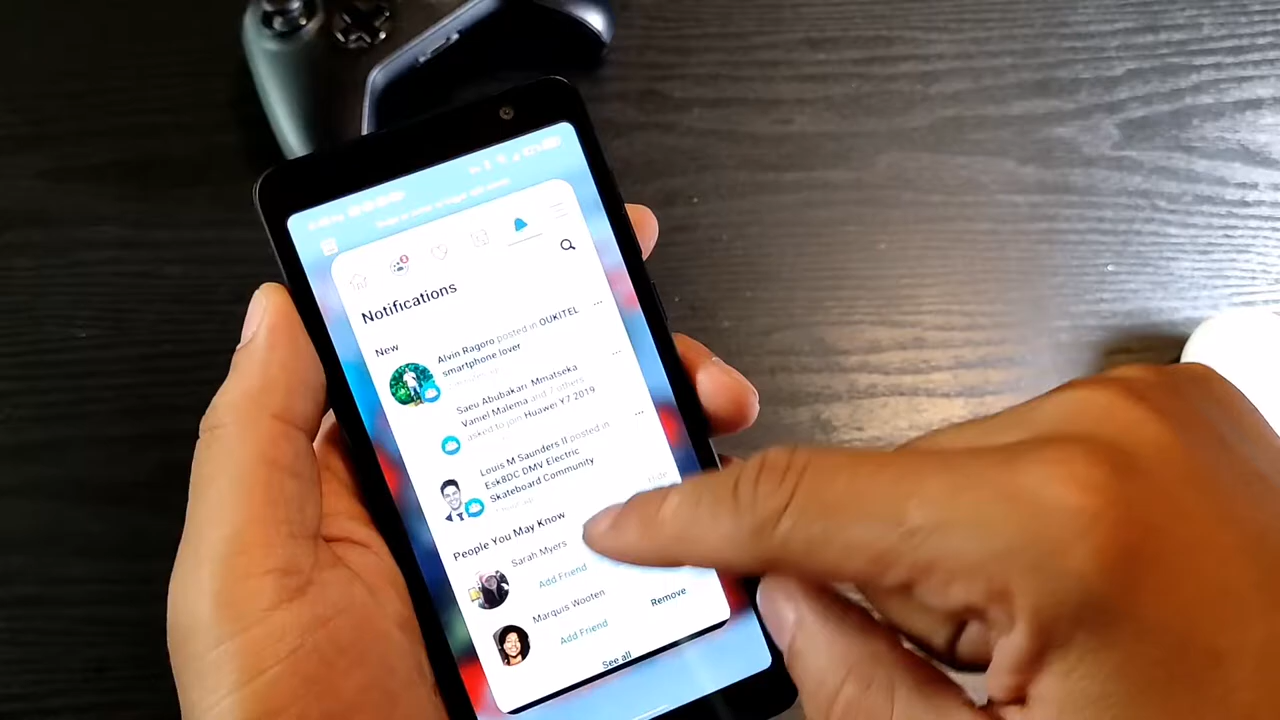 Notifications
New
Alvin Ragoro posted in OUKITEL
smartphone lover
Saeu Abubakari, Mmatseka
Vaniel Malema and 7 others
asked to join Huawei Y7 2019
Louis M Saunders II posted in
Esk8DC DMV Electric
Skateboard Community
Hide
People You May Know
Sarah Myers
Add Friend
Marquis Wooten
Add Friend
Remove
See all